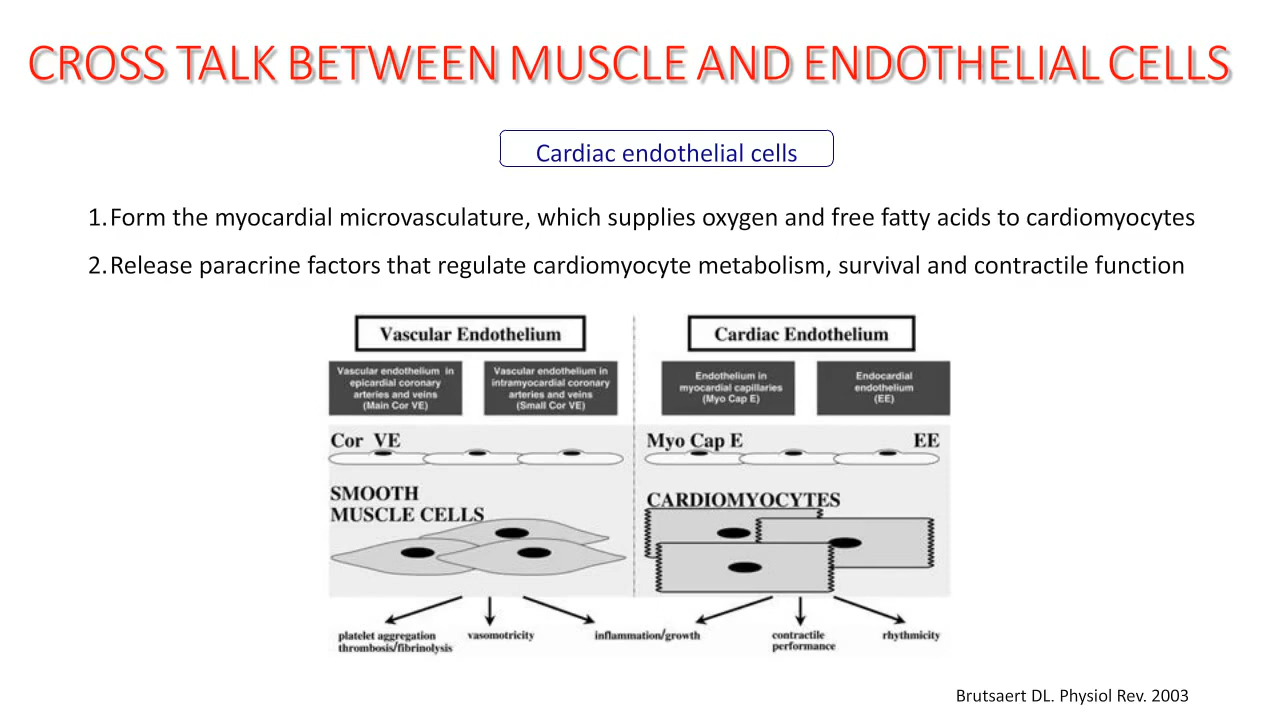 CROSS TALK BETWEEN MUSCLE AND ENDOTHELIAL CELLS
Cardiac endothelial cells
1. Form the myocardial microvasculature, which supplies oxygen and free fatty acids to cardiomyocytes
2. Release paracrine factors that regulate cardiomyocyte metabolism, survival and contractile function
Vascular Endothelium
Vascular endothelium in
epicardial coronary
arteries and veins
(Main Cor VE)
Vascular endothelium in
intramyocardial coronary
arteries and veins
(Small Cor VE)
Cor VE
SMOOTH
MUSCLE CELLS
Cardiac Endothelium
Endothelium in
myocardial capillaries
(Myo Cap E)
Endocardial
endothelium
(EE)
Myo Cap E
EE
CARDIOMYOCYTES
platelet aggregation
thrombosis/fibrinolysis
vasomotricity
inflammation/growth
contractile
performance
rhythmicity
Brutsaert DL. Physiol Rev. 2003